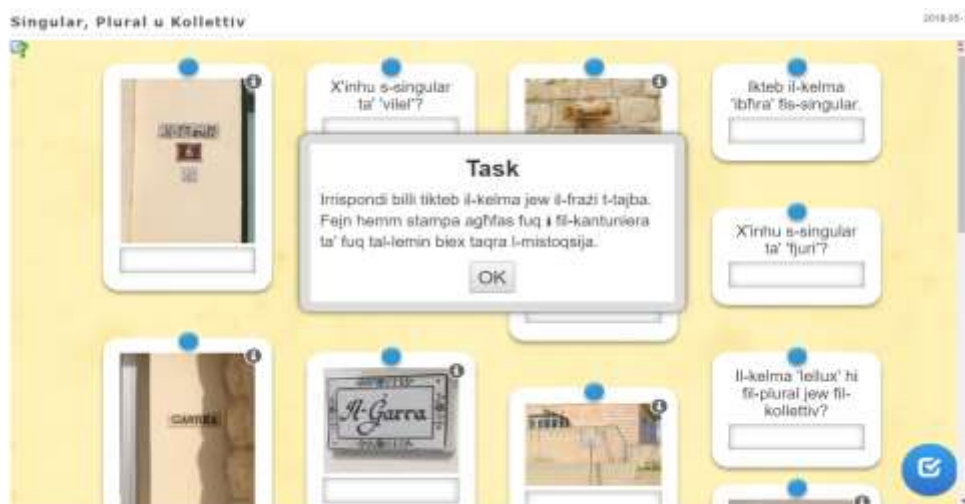 Singular, Plural u Kollettiv
X'inhu s-singular
ta' 'vilel'?
Ikteb il-kelma
'ibħra' fis-singular.
Task
Irrispondi billi tikteb il-kelma jew il-frażi t-tajba.
Fejn hemm stampa agħfas fuq i fil-kantuniera
ta' fuq tal-lemin biex taqra l-mistoqsija.
OK
X'inhu s-singular
ta' 'fjuri'?
Il-Ġarra
Il-kelma 'lellux' hi
fil-plural jew fil-
kollettiv?